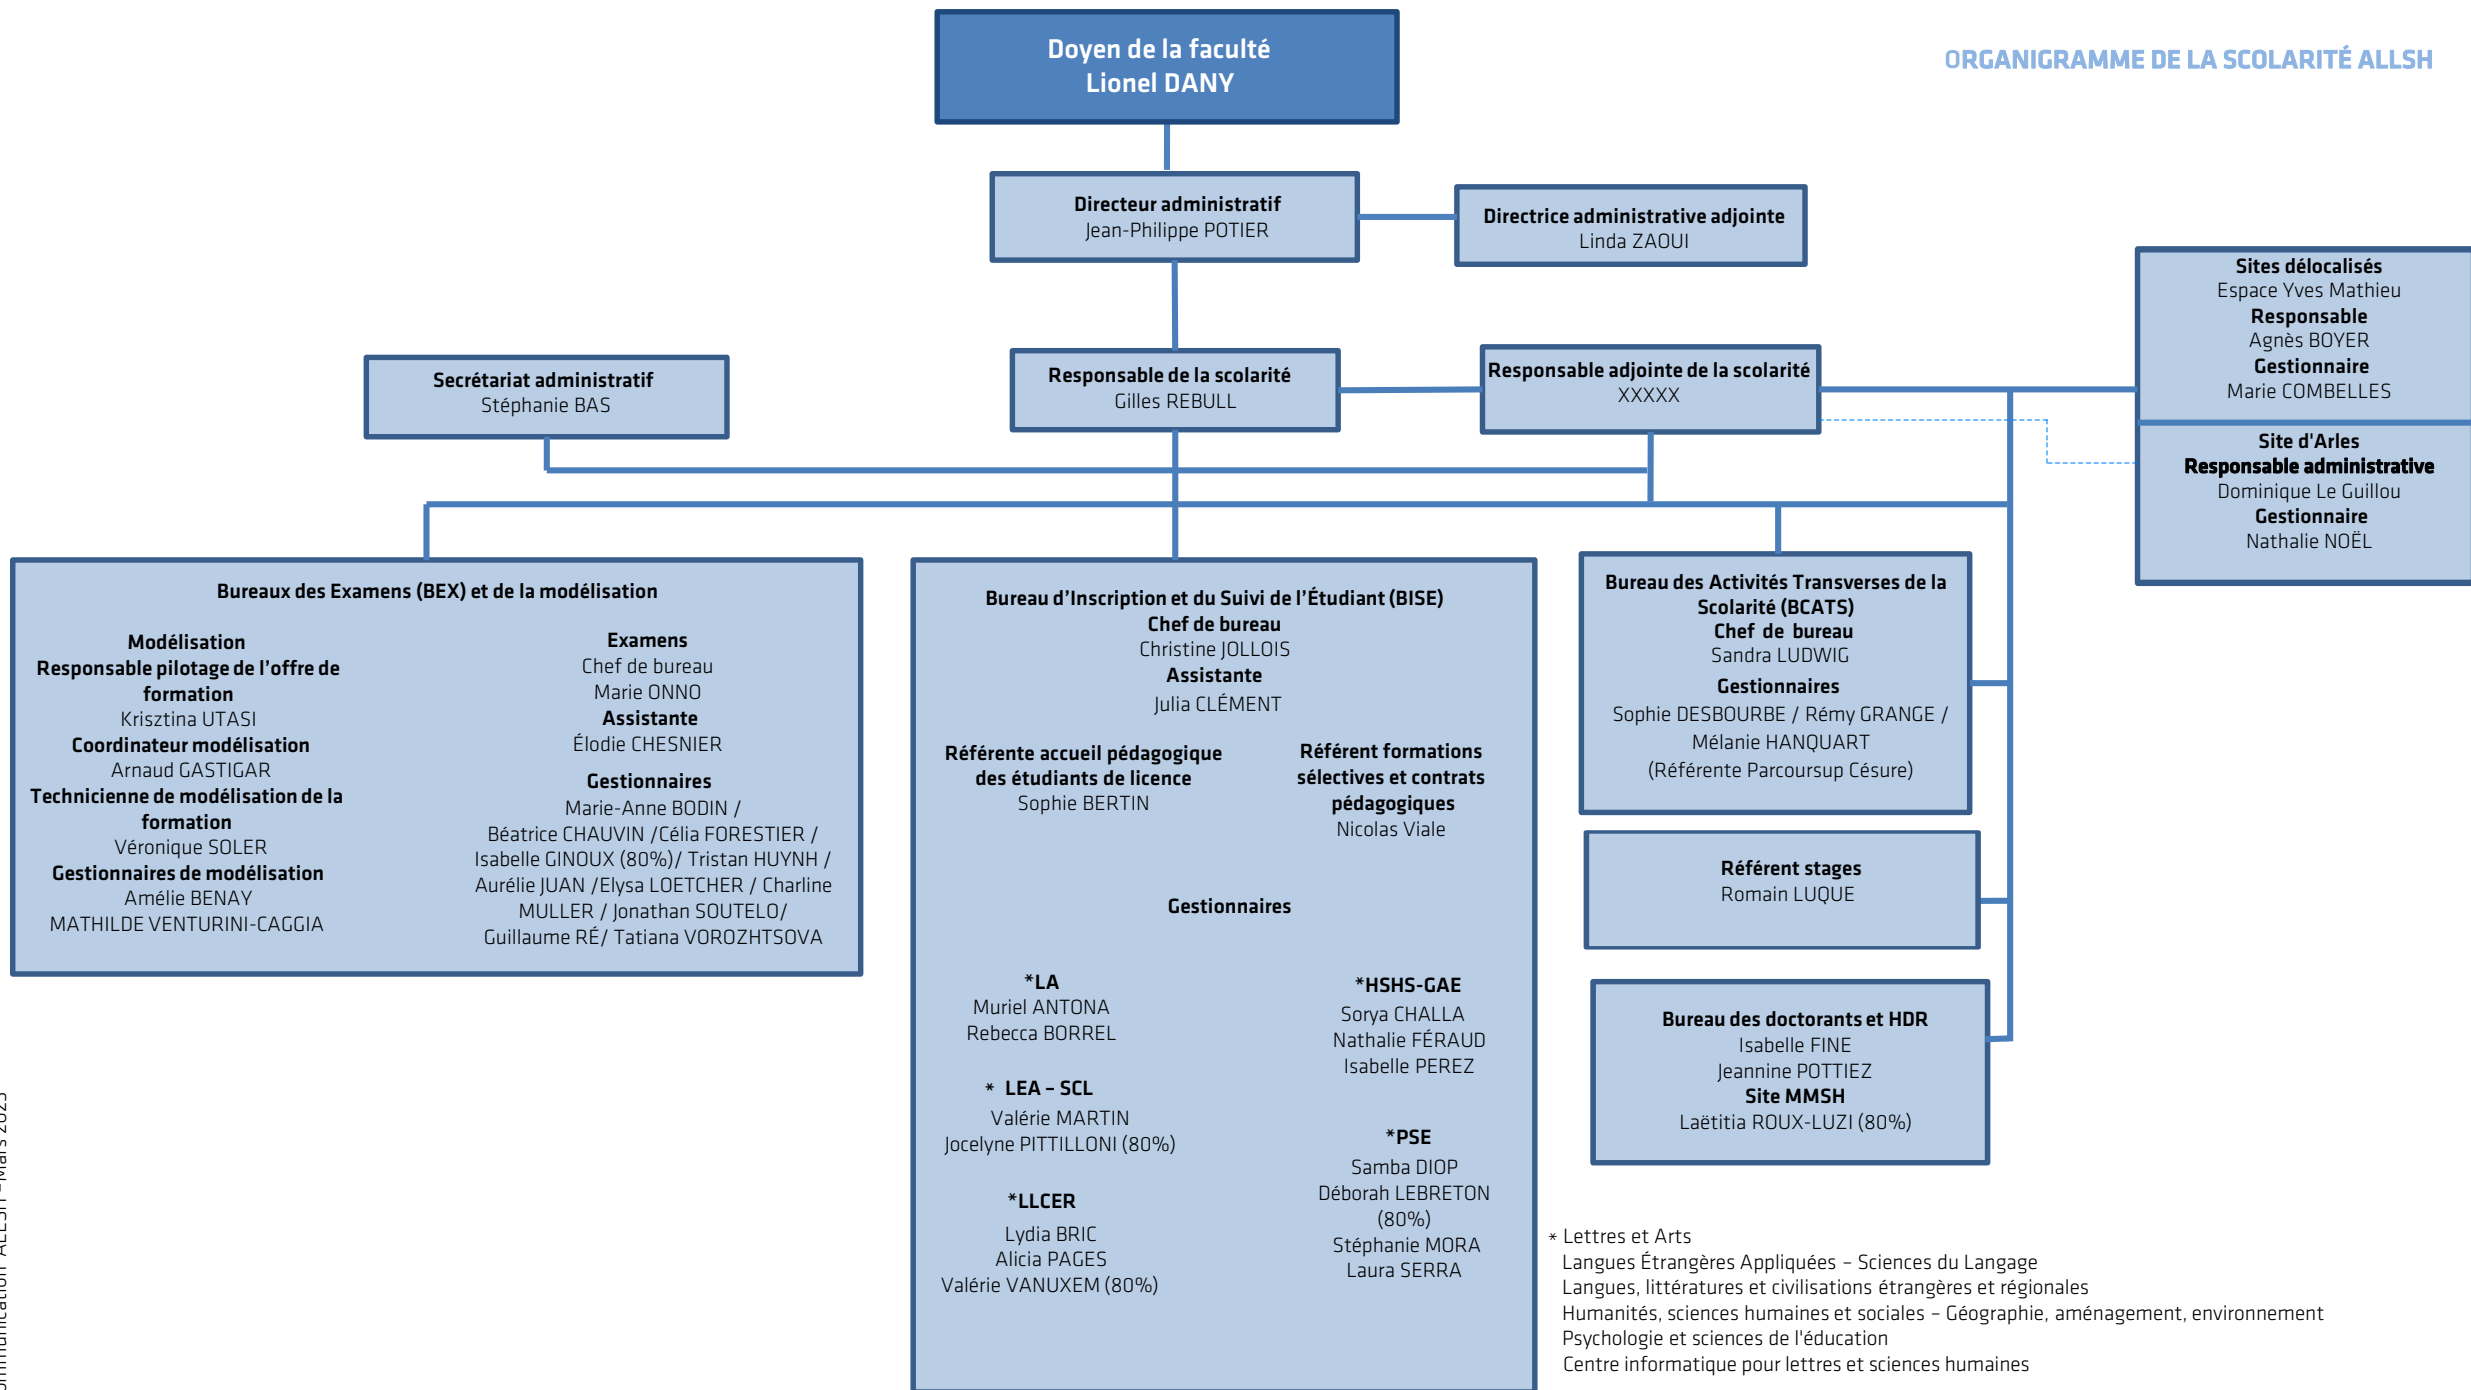 Doyen de la faculté
Lionel DANY
ORGANIGRAMME DE LA SCOLARITÉ ALLSH
Directeur administratif
Jean-Philippe POTIER
Directrice administrative adjointe
Linda ZAOUI
Sites délocalisés
Espace Yves Mathieu
Responsable
Agnès BOYER
Gestionnaire
Marie COMBELLES
Site d'Arles
Responsable administrative
Dominique Le Guillou
Gestionnaire
Nathalie NOËL
Secrétariat administratif
Stéphanie BAS
Responsable de la scolarité
Gilles REBULL
Responsable adjointe de la scolarité
XXXXX
Bureaux des Examens (BEX) et de la modélisation
Modélisation
Responsable pilotage de l’offre de
formation
Krisztina UTASI
Coordinateur modélisation
Arnaud GASTIGAR
Technicienne de modélisation de la
formation
Véronique SOLER
Gestionnaires de modélisation
Amélie BENAY
MATHILDE VENTURINI-CAGGIA
Examens
Chef de bureau
Marie ONNO
Assistante
Élodie CHESNIER
Gestionnaires
Marie-Anne BODIN /
Béatrice CHAUVIN /Célia FORESTIER /
Isabelle GINOUX (80%)/ Tristan HUYNH /
Aurélie JUAN /Elysa LOETCHER / Charline
MULLER / Jonathan SOUTELO/
Guillaume RÉ/ Tatiana VOROZHTSOVA
Bureau d’Inscription et du Suivi de l’Étudiant (BISE)
Chef de bureau
Christine JOLLOIS
Assistante
Julia CLÉMENT
Référente accueil pédagogique
des étudiants de licence
Sophie BERTIN
Référent formations
sélectives et contrats
pédagogiques
Nicolas Viale
Gestionnaires
*LA
Muriel ANTONA
Rebecca BORREL
* LEA – SCL
Valérie MARTIN
Jocelyne PITTILLONI (80%)
*LLCER
Lydia BRIC
Alicia PAGES
Valérie VANUXEM (80%)
*HSHS-GAE
Sorya CHALLA
Nathalie FÉRAUD
Isabelle PEREZ
*PSE
Samba DIOP
Déborah LEBRETON
(80%)
Stéphanie MORA
Laura SERRA
Bureau des Activités Transverses de la
Scolarité (BCATS)
Chef de bureau
Sandra LUDWIG
Gestionnaires
Sophie DESBOURBE / Rémy GRANGE /
Mélanie HANQUART
(Référente Parcoursup Césure)
Référent stages
Romain LUQUE
Bureau des doctorants et HDR
Isabelle FINE
Jeannine POTTIEZ
Site MMSH
Laëtitia ROUX-LUZI (80%)
* Lettres et Arts
Langues Étrangères Appliquées – Sciences du Langage
Langues, littératures et civilisations étrangères et régionales
Humanités, sciences humaines et sociales – Géographie, aménagement, environnement
Psychologie et sciences de l'éducation
Centre informatique pour lettres et sciences humaines